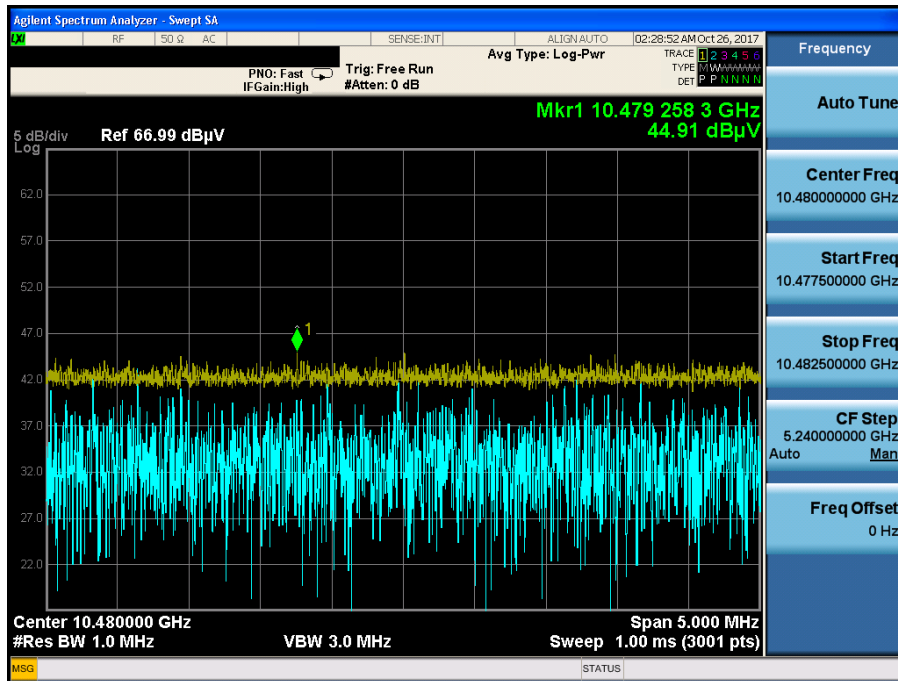 Agilent Spectrum Analyzer - Swept SA
LXI RF 50 Ω AC SENSE:INT ALIGN AUTO 02:28:52 AM Oct 26, 2017
Frequency
PNO: Fast
IFGain:High
Trig: Free Run
#Atten: 0 dB
Avg Type: Log-Pwr
TRACE 1 2 3 4 5 6
TYPE M W W W W W
DET P P N N N N
Mkr1 10.479 258 3 GHz
44.91 dBµV
5 dB/div
Log
Ref 66.99 dBµV
62.0
57.0
52.0
47.0
42.0
37.0
32.0
27.0
22.0
1
Center 10.480000 GHz
Span 5.000 MHz
#Res BW 1.0 MHz
VBW 3.0 MHz
Sweep 1.00 ms (3001 pts)
Auto Tune
Center Freq
10.480000000 GHz
Start Freq
10.477500000 GHz
Stop Freq
10.482500000 GHz
CF Step
5.240000000 GHz
Auto Man
Freq Offset
0 Hz
MSG
STATUS